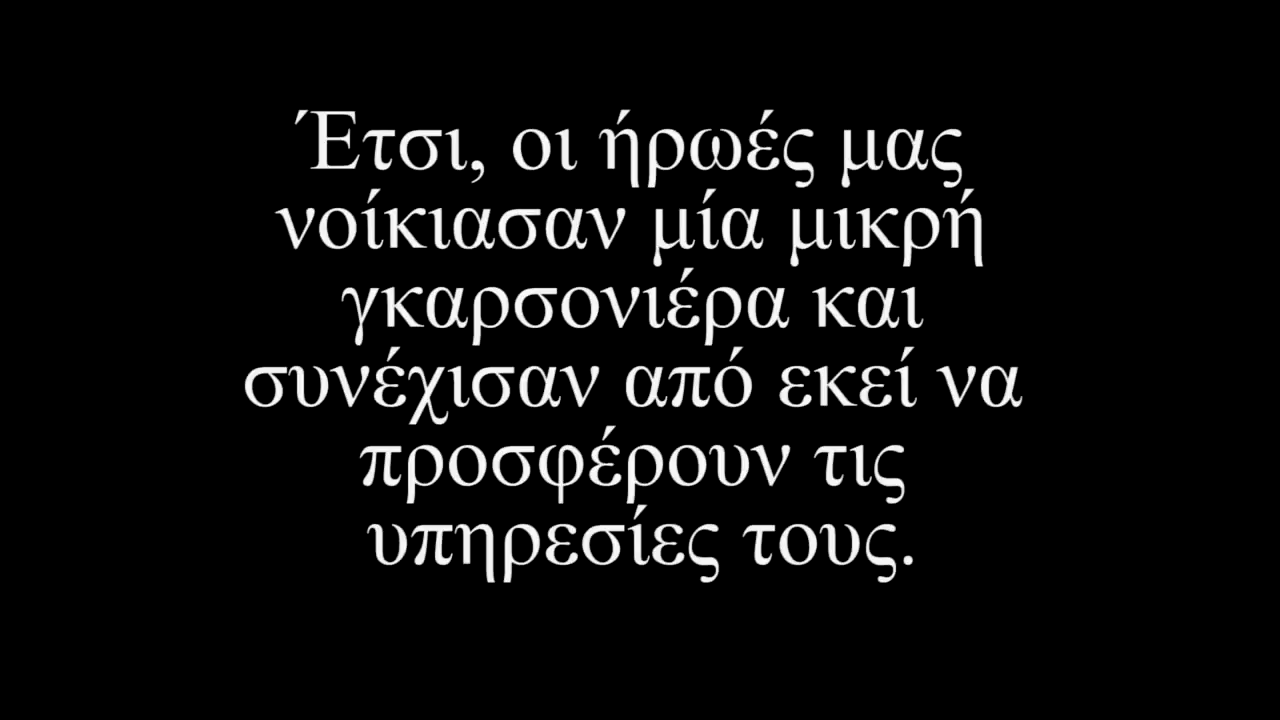 Έτσι, οι ήρωές μας
νοίκιασαν μία μικρή
γκαρσονιέρα και
συνέχισαν από εκεί να
προσφέρουν τις
υπηρεσίες τους.